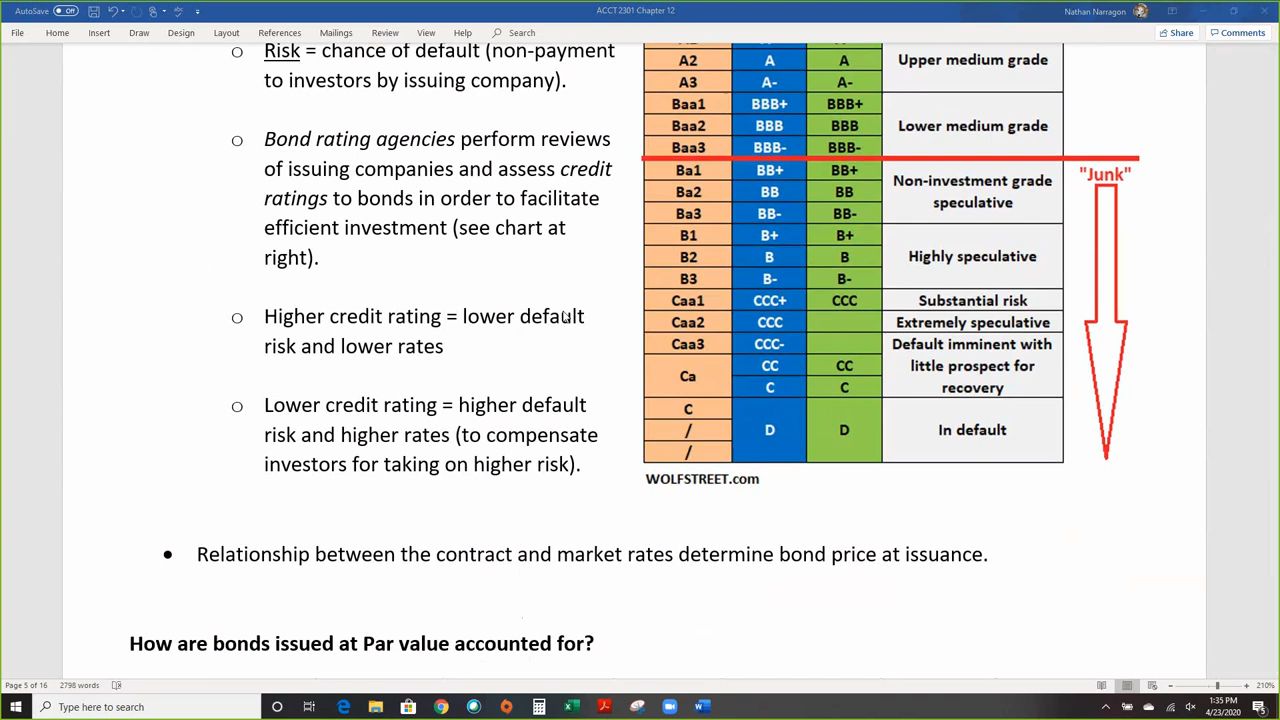 AutoSave Off
ACCT 2301 Chapter 12
Nathan Narragon
File Home Insert Draw Design Layout References Mailings Review View Help Search Share Comments
Risk = chance of default (non-payment
to investors by issuing company).
Bond rating agencies perform reviews
of issuing companies and assess credit
ratings to bonds in order to facilitate
efficient investment (see chart at
right).
Higher credit rating = lower default
risk and lower rates
Lower credit rating = higher default
risk and higher rates (to compensate
investors for taking on higher risk).
A2 A A Upper medium grade
A3 A- A-
Baa1 BBB+ BBB+
Baa2 BBB BBB Lower medium grade
Baa3 BBB- BBB-
"Junk"
Ba1 BB+ BB+ Non-investment grade
Ba2 BB BB speculative
Ba3 BB- BB-
B1 B+ B+
B2 B B Highly speculative
B3 B- B-
Caa1 CCC+ CCC Substantial risk
Caa2 CCC Extremely speculative
Caa3 CCC- Default imminent with
Ca CC CC little prospect for
C C recovery
C
/ D D In default
/
WOLFSTREET.com
• Relationship between the contract and market rates determine bond price at issuance.
How are bonds issued at Par value accounted for?
Page 5 of 16 2798 words 210%
Type here to search
1:35 PM
4/23/2020